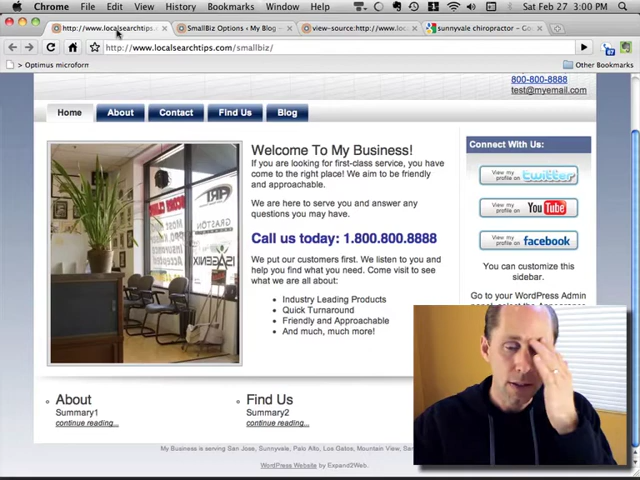 Chrome File Edit View History Bookmarks Window Help Sat Feb 27 3:00 PM
http://www.localsearchtips. SmallBiz Options ‹ My Blog – view-source:http://www.loc sunnyvale chiropractor – Go
http://www.localsearchtips.com/smallbiz/
> Optimus microform Other Bookmarks
800-800-8888
test@myemail.com
Home About Contact Find Us Blog
Welcome To My Business!
If you are looking for first-class service, you have
come to the right place! We aim to be friendly
and approachable.
We are here to serve you and answer any
questions you may have.
Call us today: 1.800.800.8888
We put our customers first. We listen to you and
help you find what you need. Come visit to see
what we are all about:
• Industry Leading Products
• Quick Turnaround
• Friendly and Approachable
• And much, much more!
Connect With Us:
View my
profile on twitter
View my
profile on YouTube
View my
profile on facebook
You can customize this
sidebar.
Go to your WordPress Admin
ART
GRASTON
ISAGENIX
About
Summary1
continue reading...
Find Us
Summary2
continue reading...
My Business is serving San Jose, Sunnyvale, Palo Alto, Los Gatos, Mountain View,
WordPress Website by Expand2Web.